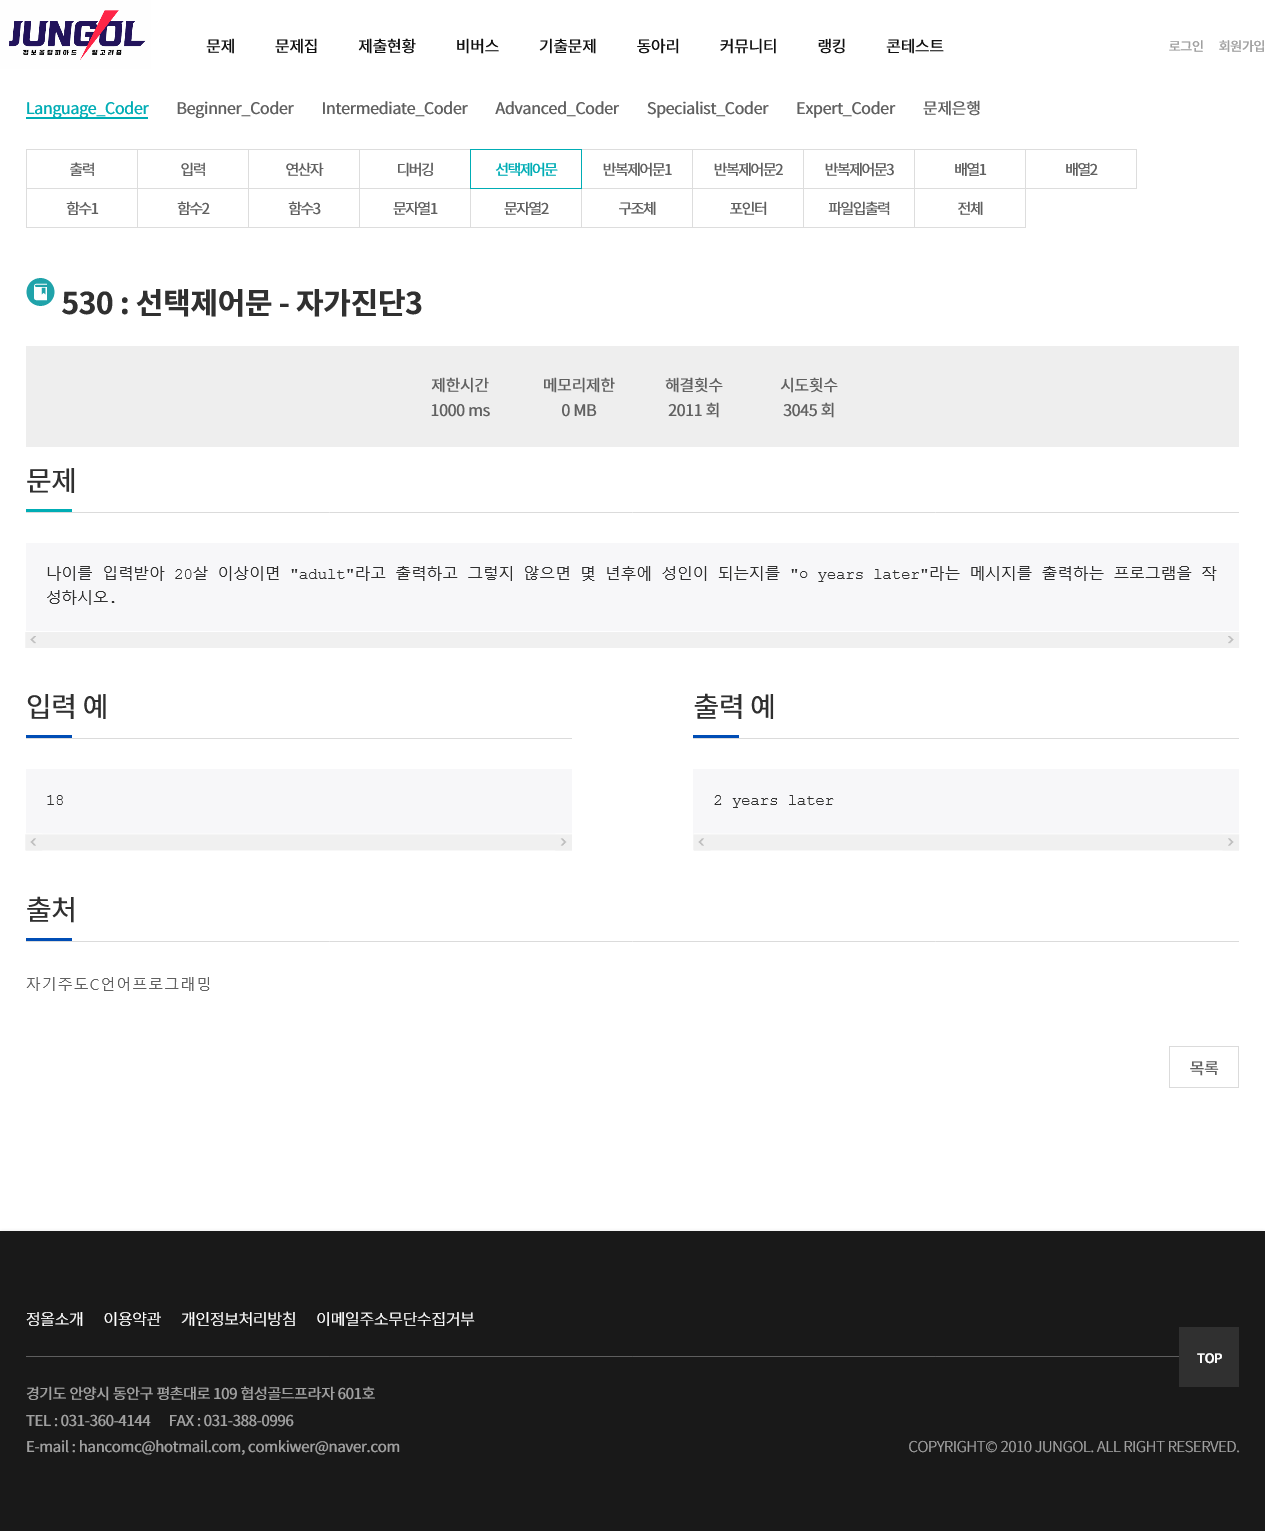 JUNGOL
정보올림피아드 알고리즘
문제 문제집 제출현황 비버스 기출문제 동아리 커뮤니티 랭킹 콘테스트 로그인 회원가입
Language_Coder Beginner_Coder Intermediate_Coder Advanced_Coder Specialist_Coder Expert_Coder 문제은행
출력 입력 연산자 디버깅 선택제어문 반복제어문1 반복제어문2 반복제어문3 배열1 배열2
함수1 함수2 함수3 문자열1 문자열2 구조체 포인터 파일입출력 전체
530 : 선택제어문 - 자가진단3
제한시간 메모리제한 해결횟수 시도횟수
1000 ms 0 MB 2011 회 3045 회
문제
나이를 입력받아 20살 이상이면 "adult"라고 출력하고 그렇지 않으면 몇 년후에 성인이 되는지를 "○ years later"라는 메시지를 출력하는 프로그램을 작
성하시오.
입력 예 출력 예
18 2 years later
출처
자기주도C언어프로그래밍
목록
정올소개 이용약관 개인정보처리방침 이메일주소무단수집거부
TOP
경기도 안양시 동안구 평촌대로 109 협성골드프라자 601호
TEL : 031-360-4144 FAX : 031-388-0996
E-mail : hancomc@hotmail.com, comkiwer@naver.com COPYRIGHT© 2010 JUNGOL. ALL RIGHT RESERVED.